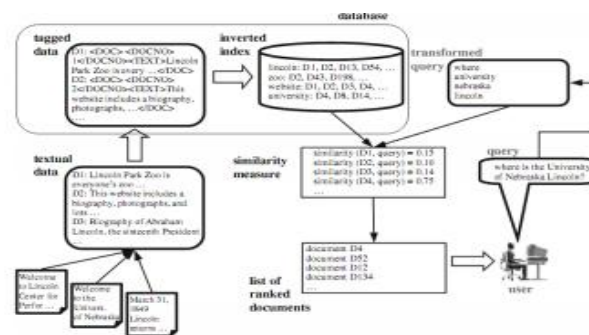 database
tagged
data
D1: <DOC> <DOCNO>
1</DOCNO><TEXT>Lincoln
Park Zoo is every …</DOC>
D2: <DOC> <DOCNO>
2</DOCNO><TEXT>This
website includes a biography,
photographs, …</DOC>
…
inverted
index
lincoln: D1, D2, D13, D54, …
zoo: D2, D43, D198, …
website: D1, D2, D3, D4, …
university: D4, D8, D14, …
transformed
query
where
university
nebraska
lincoln
textual
data
D1: Lincoln Park Zoo is
everyone's zoo …
D2: This website includes a
biography, photographs, and
lots …
D3: Biography of Abraham
Lincoln, the sixteenth President
…
similarity
measure
similarity (D1, query) = 0.15
similarity (D2, query) = 0.10
similarity (D3, query) = 0.14
similarity (D4, query) = 0.75
…
query
where is the University
of Nebraska Lincoln?
document D4
document D52
document D12
document D134
…
list of
ranked
documents
user
Welcome
to Lincoln
Center for
Perfor …
Welcome
to the
of Nebraska
March 31,
1849
Lincoln
returns …